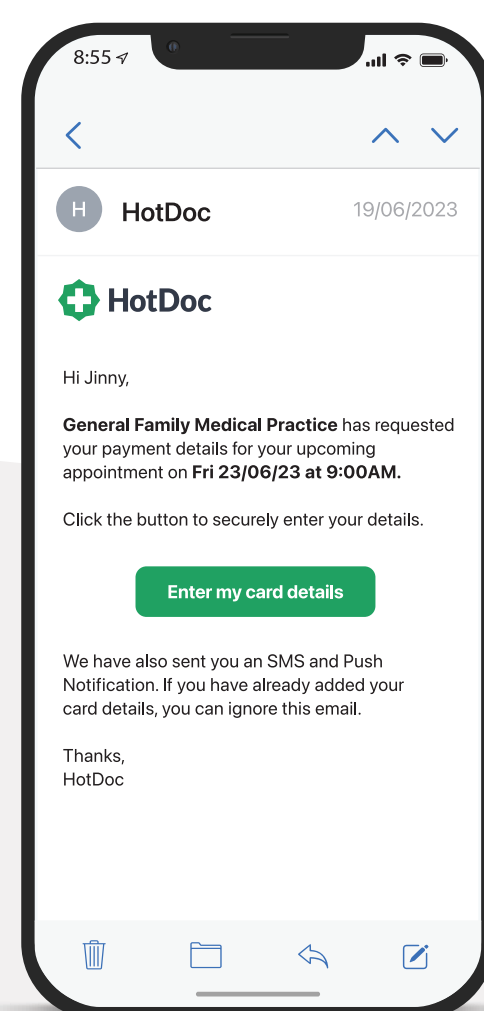 8:55
H HotDoc 19/06/2023
HotDoc
Hi Jinny,
General Family Medical Practice has requested
your payment details for your upcoming
appointment on Fri 23/06/23 at 9:00AM.
Click the button to securely enter your details.
Enter my card details
We have also sent you an SMS and Push
Notification. If you have already added your
card details, you can ignore this email.
Thanks,
HotDoc